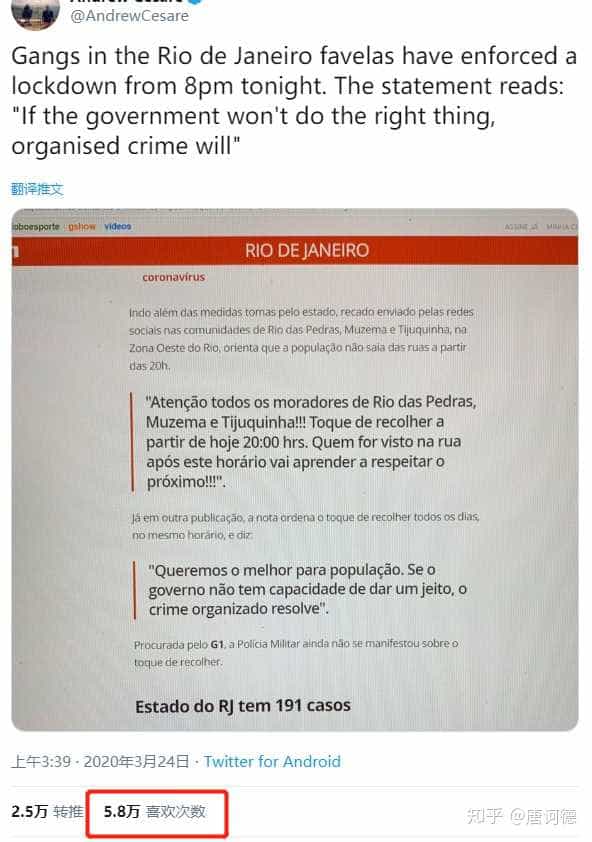 Andrew Cesare
@AndrewCesare
Gangs in the Rio de Janeiro favelas have enforced a
lockdown from 8pm tonight. The statement reads:
"If the government won't do the right thing,
organised crime will"
翻译推文
oboesporte gshow videos
ASSINE JÁ MINHA C
RIO DE JANEIRO
coronavírus
Indo além das medidas tomas pelo estado, recado enviado pelas redes
sociais nas comunidades de Rio das Pedras, Muzema e Tijuquinha, na
Zona Oeste do Rio, orienta que a população não saia das ruas a partir
das 20h.
"Atenção todos os moradores de Rio das Pedras,
Muzema e Tijuquinha!!! Toque de recolher a
partir de hoje 20:00 hrs. Quem for visto na rua
após este horário vai aprender a respeitar o
próximo!!!".
Já em outra publicação, a nota ordena o toque de recolher todos os dias,
no mesmo horário, e diz:
"Queremos o melhor para população. Se o
governo não tem capacidade de dar um jeito, o
crime organizado resolve".
Procurada pelo G1, a Polícia Militar ainda não se manifestou sobre o
toque de recolher.
Estado do RJ tem 191 casos
上午3:39 · 2020年3月24日 · Twitter for Android
2.5万 转推 5.8万 喜欢次数
知乎 @唐诃德